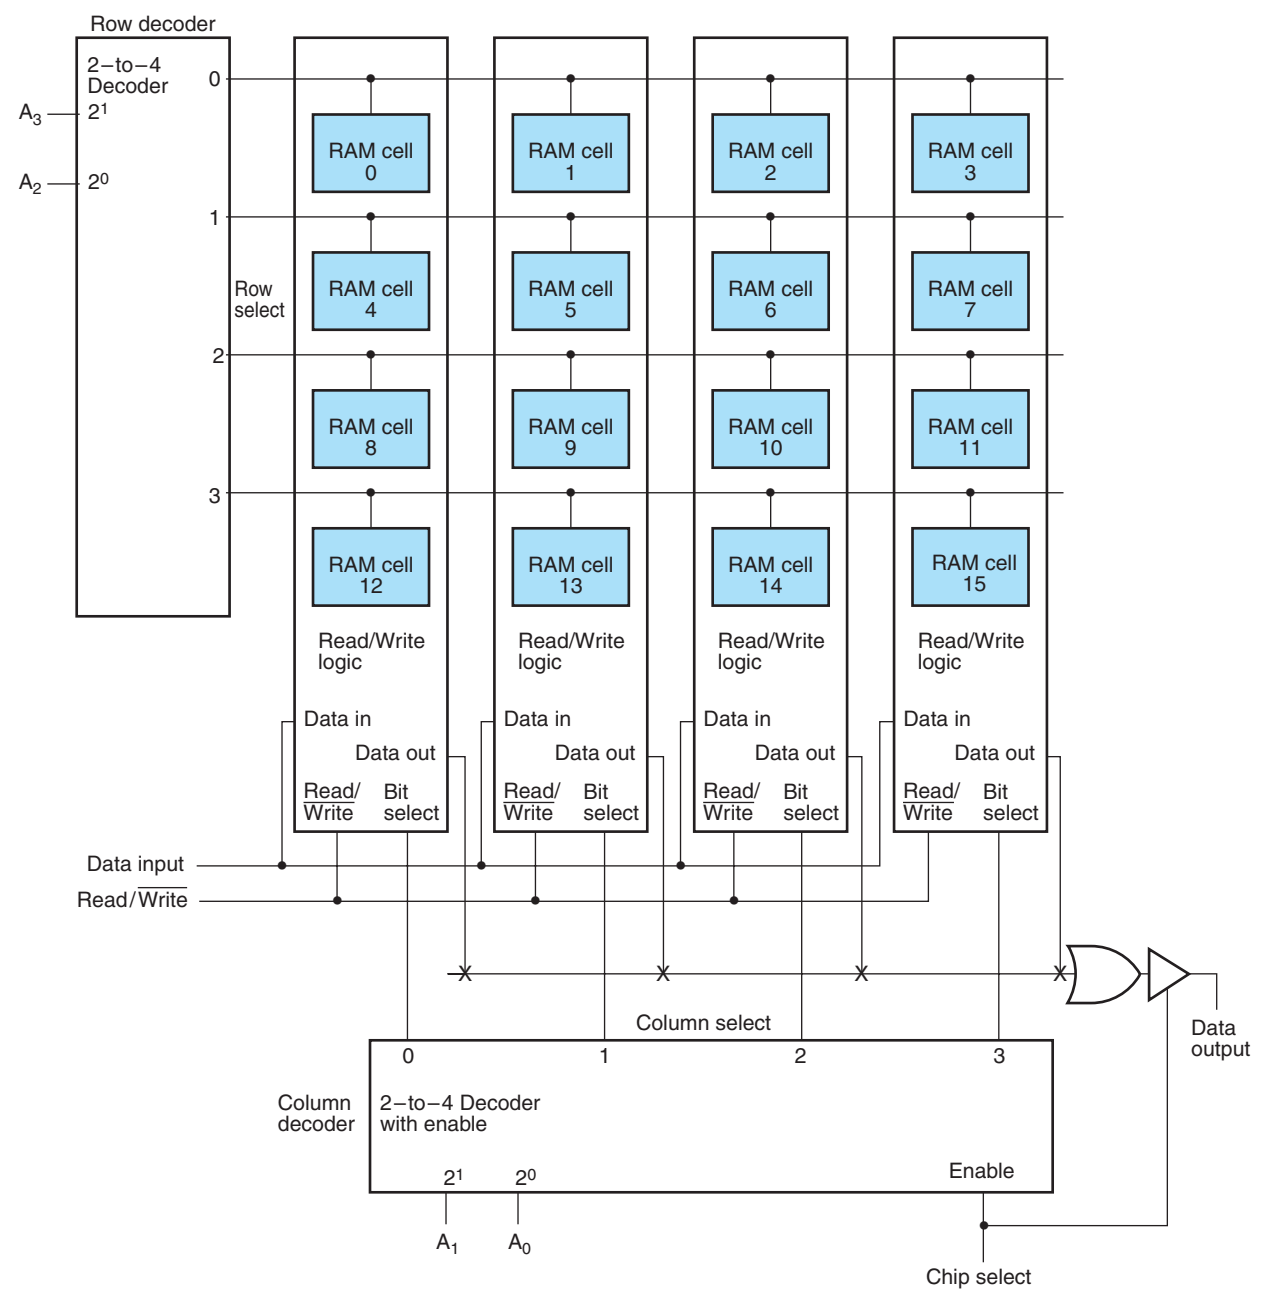 Row decoder
2–to–4
Decoder
A3
2¹
A2
2⁰
0
1
2
3
Row
select
RAM cell
0
RAM cell
1
RAM cell
2
RAM cell
3
RAM cell
4
RAM cell
5
RAM cell
6
RAM cell
7
RAM cell
8
RAM cell
9
RAM cell
10
RAM cell
11
RAM cell
12
RAM cell
13
RAM cell
14
RAM cell
15
Read/Write
logic
Read/Write
logic
Read/Write
logic
Read/Write
logic
Data in
Data out
Read/
Write
Bit
select
Data in
Data out
Read/
Write
Bit
select
Data in
Data out
Read/
Write
Bit
select
Data in
Data out
Read/
Write
Bit
select
Data input
Read/Write
X
X
X
X
Data
output
Column select
0
1
2
3
Column
decoder
2–to–4 Decoder
with enable
2¹
2⁰
Enable
A1
A0
Chip select